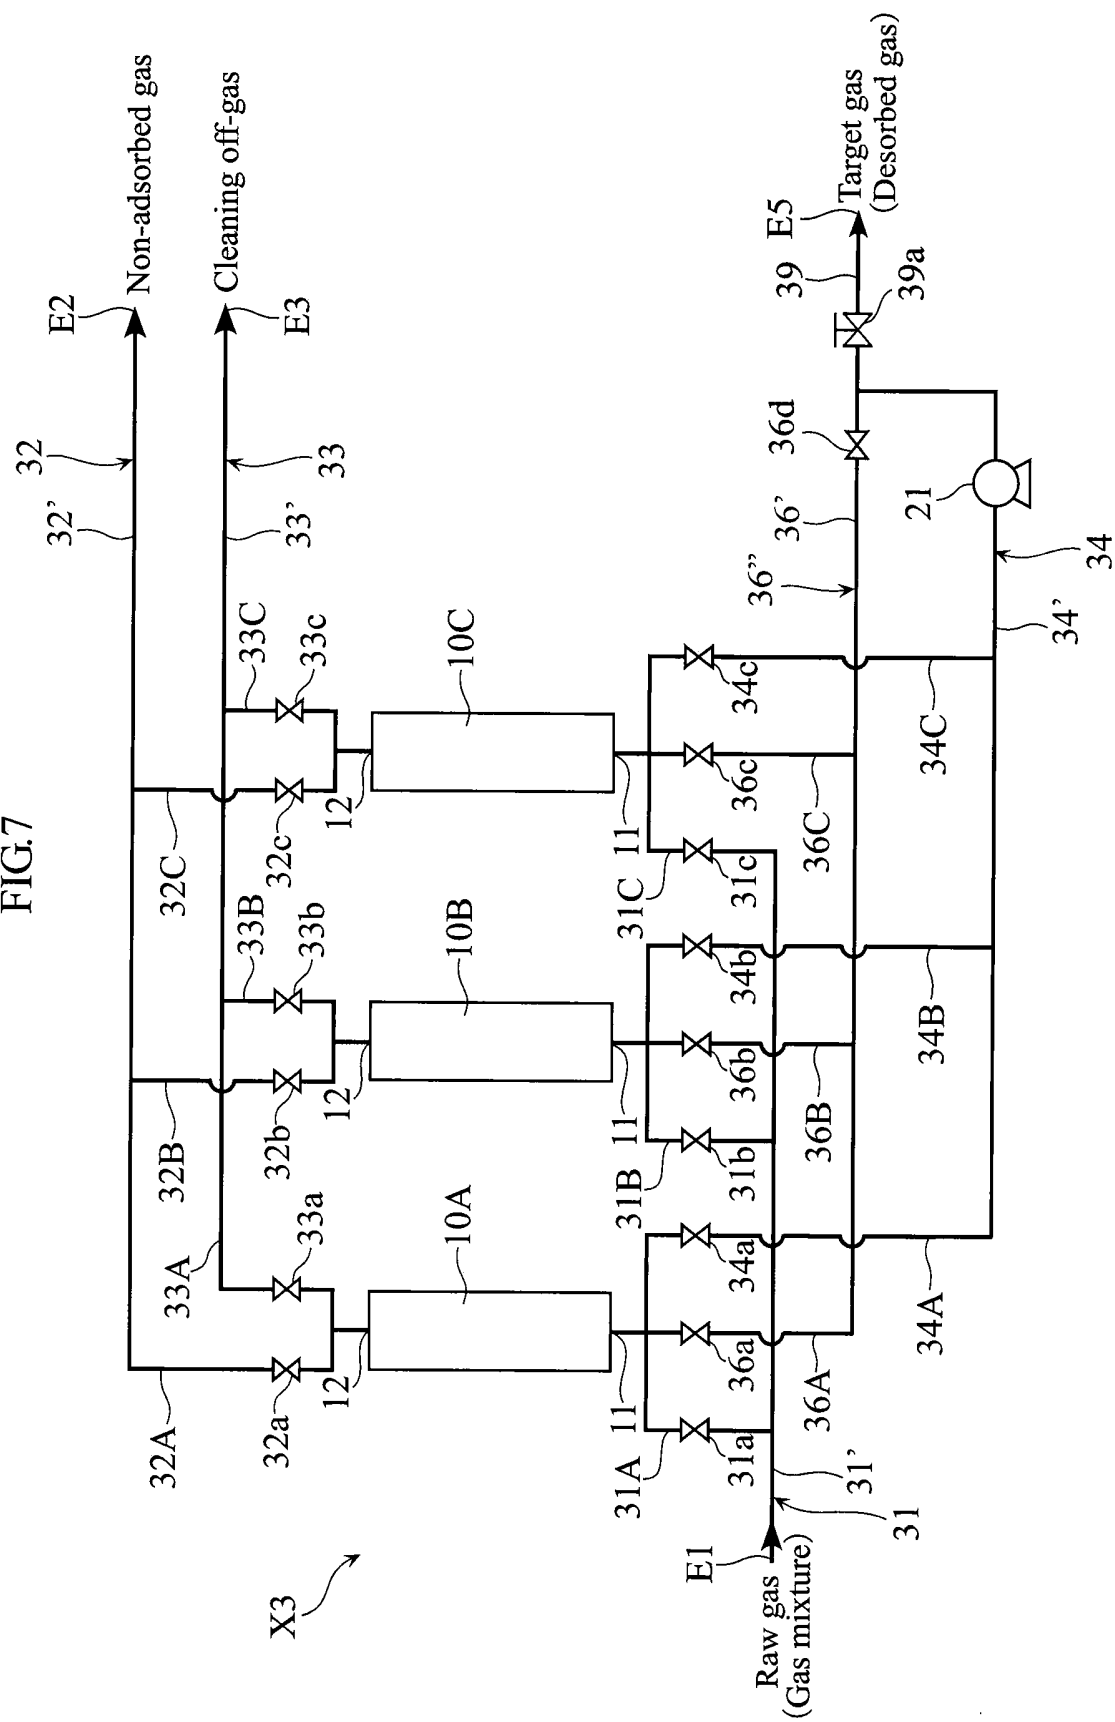 FIG.7
X3
E2
Non-adsorbed gas
32
32'
E3
Cleaning off-gas
33
33'
32A
33A
32B
33B
32C
33C
32a
33a
32b
33b
32c
33c
12
12
12
10A
10B
10C
11
11
11
31A
31B
31C
31a
36a
34a
31b
36b
34b
31c
36c
34c
E1
Raw gas
(Gas mixture)
31
31'
36A
36B
36C
36''
36'
36d
39
39a
E5
Target gas
(Desorbed gas)
34A
34B
34C
34'
34
21